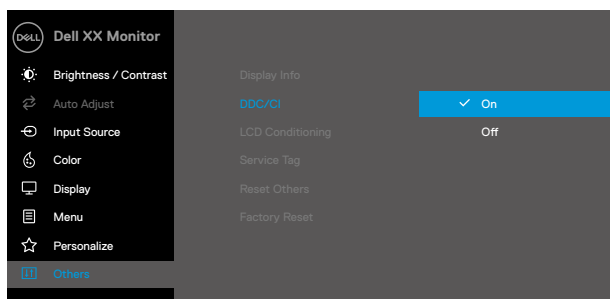 DELL Dell XX Monitor
Brightness / Contrast
Auto Adjust
Input Source
Color
Display
Menu
Personalize
Others
Display Info
DDC/CI
LCD Conditioning
Service Tag
Reset Others
Factory Reset
On
Off